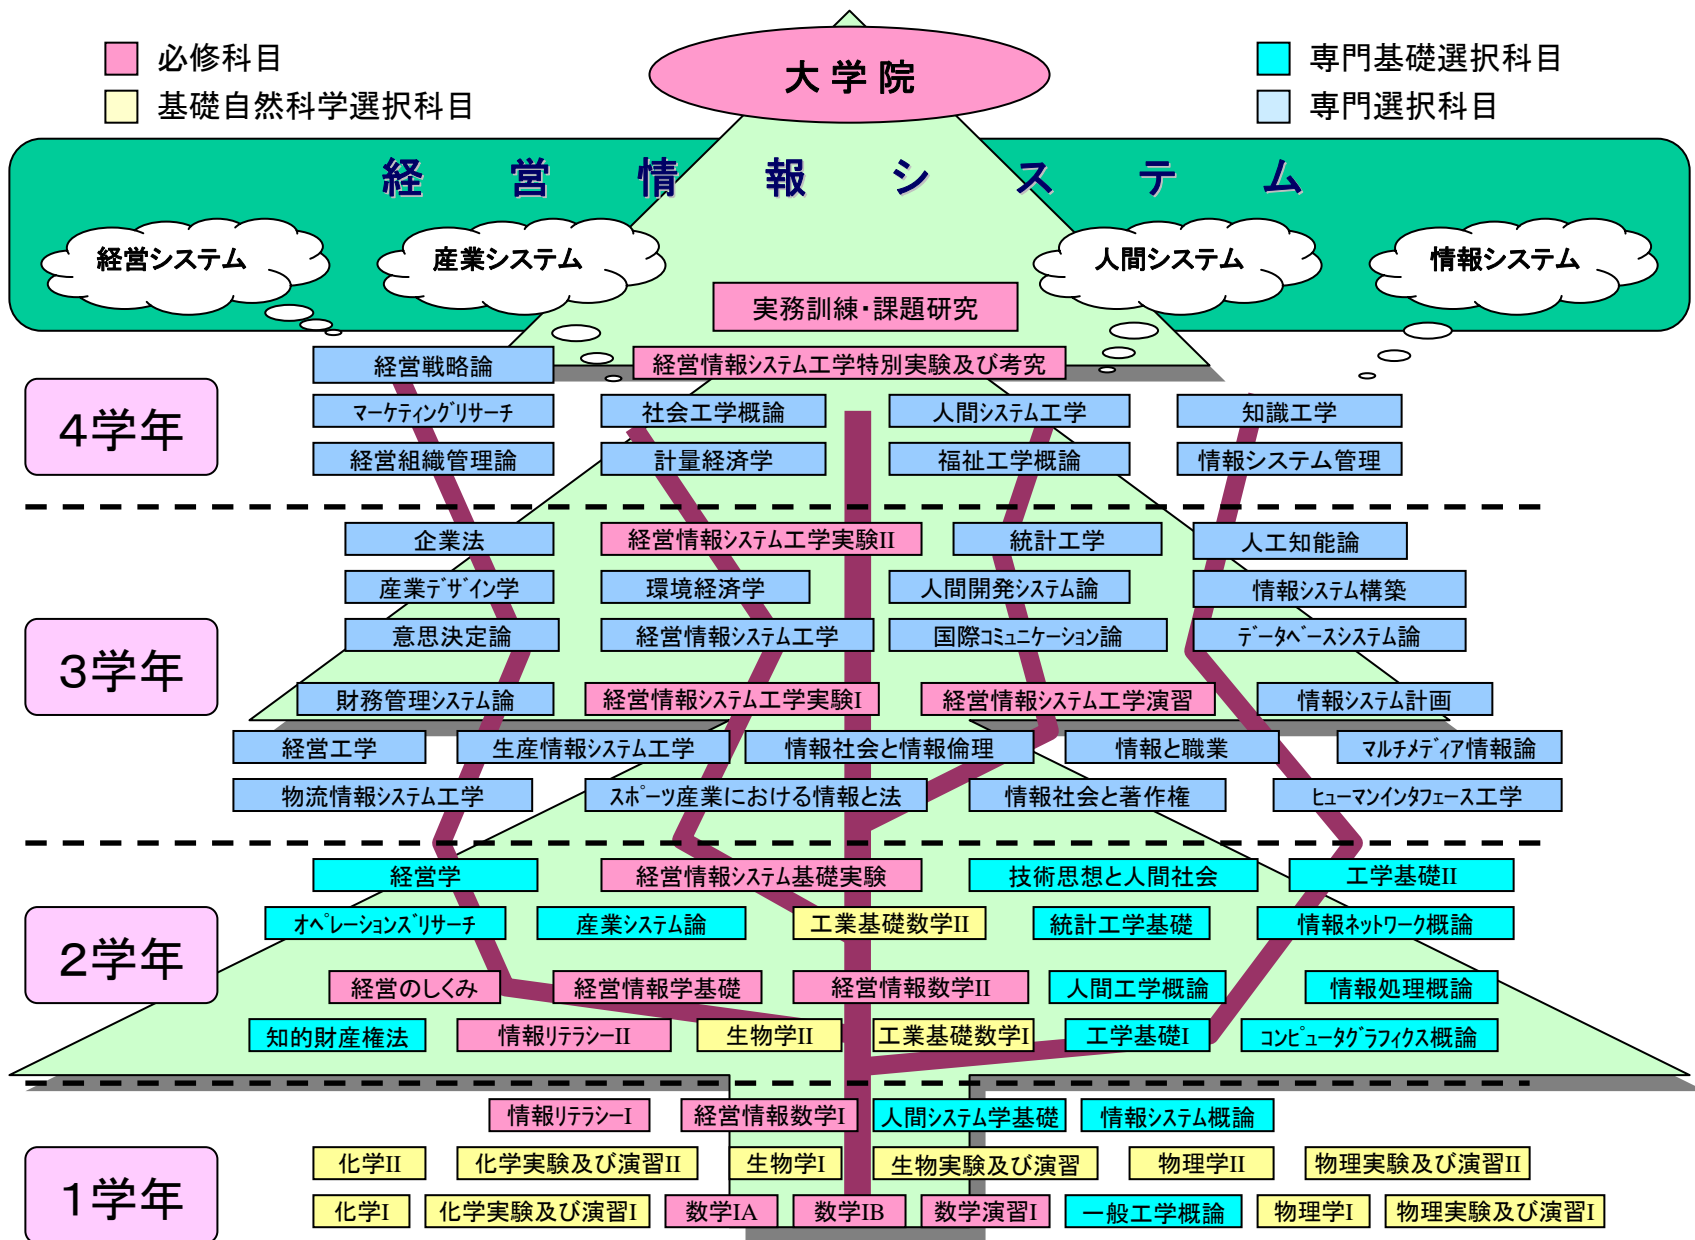 大学院
必修科目
専門基礎選択科目
基礎自然科学選択科目
専門選択科目
経営情報システム
経営システム
産業システム
人間システム
情報システム
実務訓練・課題研究
経営戦略論
経営情報システム工学特別実験及び考究
4学年
マーケティングリサーチ
社会工学概論
人間システム工学
知識工学
経営組織管理論
計量経済学
福祉工学概論
情報システム管理
企業法
経営情報システム工学実験II
統計工学
人工知能論
産業デザイン学
環境経済学
人間開発システム論
情報システム構築
3学年
意思決定論
経営情報システム工学
国際コミュニケーション論
データベースシステム論
財務管理システム論
経営情報システム工学実験I
経営情報システム工学演習
情報システム計画
経営工学
生産情報システム工学
情報社会と情報倫理
情報と職業
マルチメディア情報論
物流情報システム工学
スポーツ産業における情報と法
情報社会と著作権
ヒューマンインタフェース工学
経営学
経営情報システム基礎実験
技術思想と人間社会
工学基礎II
2学年
オペレーションズリサーチ
産業システム論
工業基礎数学II
統計工学基礎
情報ネットワーク概論
経営のしくみ
経営情報学基礎
経営情報数学II
人間工学概論
情報処理概論
知的財産権法
情報リテラシーII
生物学II
工業基礎数学I
工学基礎I
コンピュータグラフィクス概論
情報リテラシーI
経営情報数学I
人間システム学基礎
情報システム概論
1学年
化学II
化学実験及び演習II
生物学I
生物実験及び演習
物理学II
物理実験及び演習II
化学I
化学実験及び演習I
数学IA
数学IB
数学演習I
一般工学概論
物理学I
物理実験及び演習I